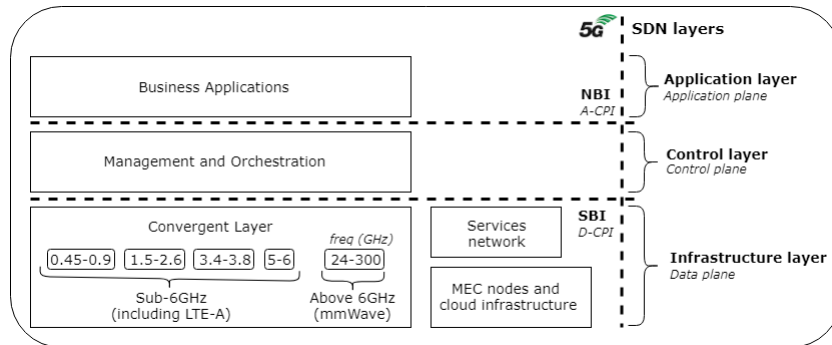 5G
SDN layers
Business Applications
NBI
A-CPI
Application layer
Application plane
Management and Orchestration
Control layer
Control plane
Convergent Layer
freq (GHz)
0.45-0.9 1.5-2.6 3.4-3.8 5-6 24-300
Sub-6GHz
(including LTE-A)
Above 6GHz
(mmWave)
Services
network
SBI
D-CPI
MEC nodes and
cloud infrastructure
Infrastructure layer
Data plane